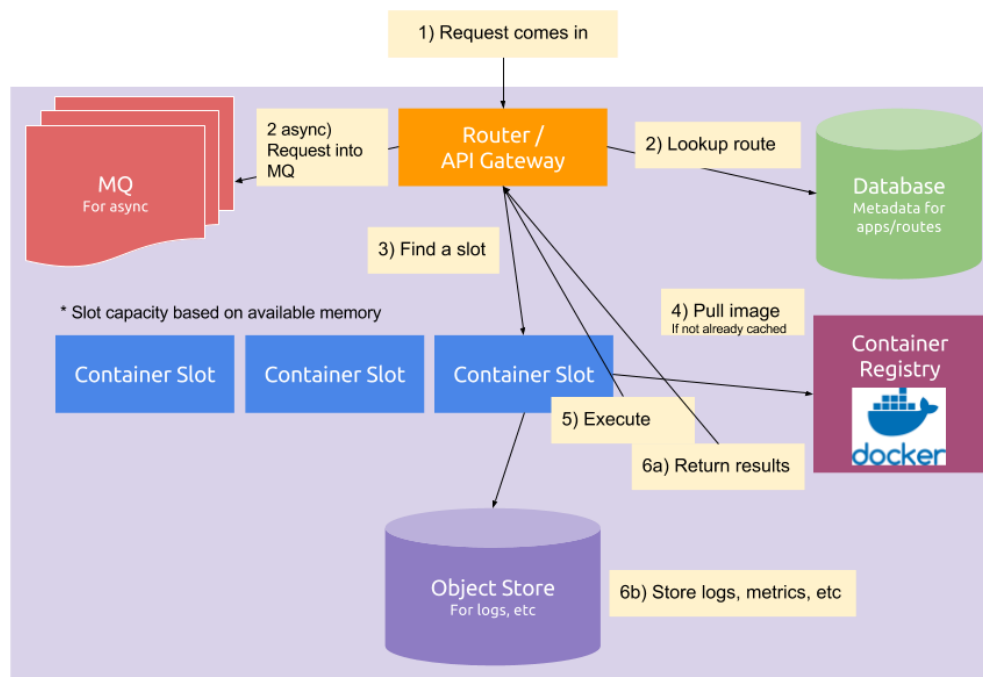 1) Request comes in
2 async)
Request into
MQ
Router /
API Gateway
2) Lookup route
MQ
For async
Database
Metadata for
apps/routes
3) Find a slot
* Slot capacity based on available memory
4) Pull image
If not already cached
Container Slot
Container Slot
Container Slot
Container
Registry
docker
5) Execute
6a) Return results
Object Store
For logs, etc
6b) Store logs, metrics, etc